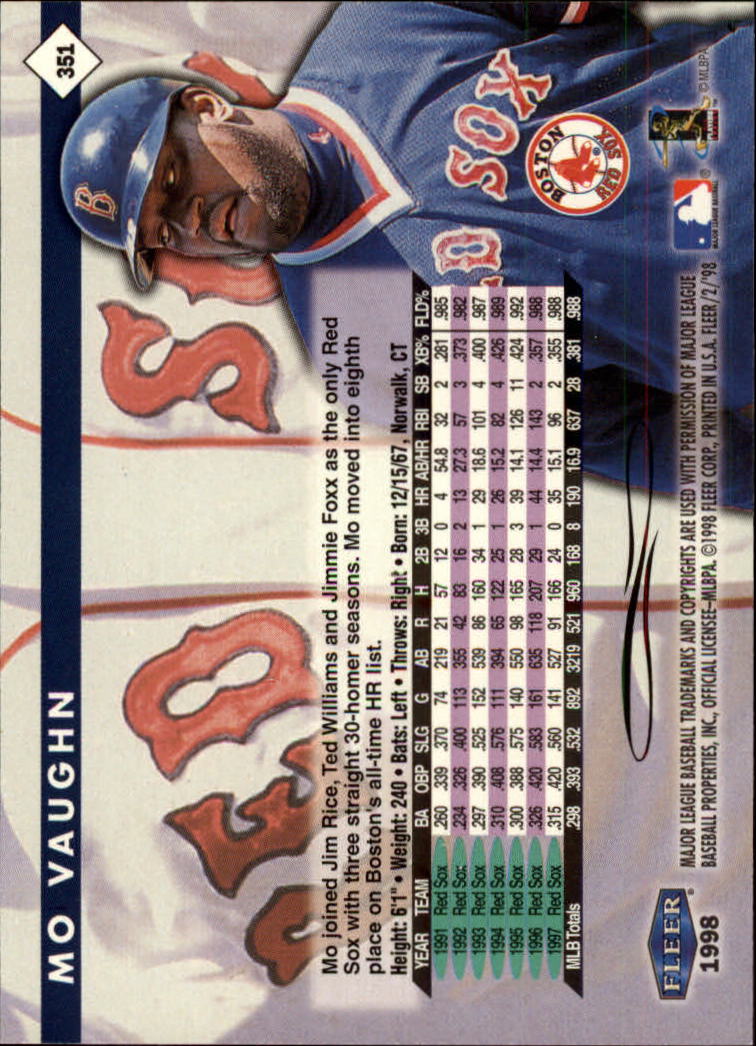 351
MO VAUGHN
Mo joined Jim Rice, Ted Williams and Jimmie Foxx as the only Red
Sox with three straight 30-homer seasons. Mo moved into eighth
place on Boston's all-time HR list.
Height: 6'1" • Weight: 240 • Bats: Left • Throws: Right • Born: 12/15/67, Norwalk, CT
YEAR TEAM BA OBP SLG G AB R H 2B 3B HR AB/HR RBI SB XB% FLD%
1991 Red Sox .260 .339 .370 74 219 21 57 12 0 4 54.8 32 2 .281 .985
1992 Red Sox .234 .326 .400 113 355 42 83 16 2 13 27.3 57 3 .373 .982
1993 Red Sox .297 .390 .525 152 539 86 160 34 1 29 18.6 101 4 .400 .987
1994 Red Sox .310 .408 .576 111 394 65 122 25 1 26 15.2 82 4 .426 .989
1995 Red Sox .300 .388 .575 140 550 98 165 28 3 39 14.1 126 11 .424 .992
1996 Red Sox .326 .420 .583 161 635 118 207 29 1 44 14.4 143 2 .357 .988
1997 Red Sox .315 .420 .560 141 527 91 166 24 0 35 15.1 96 2 .355 .988
MLB Totals .298 .393 .532 892 3219 521 960 168 8 190 16.9 637 28 .381 .988
B
SOX
D
RED
S
BOSTON
RED SOX
FLEER®
1998
MAJOR LEAGUE BASEBALL TRADEMARKS AND COPYRIGHTS ARE USED WITH PERMISSION OF MAJOR LEAGUE
BASEBALL PROPERTIES, INC., OFFICIAL LICENSEE–MLBPA. ©1998 FLEER CORP., PRINTED IN U.S.A. FLEER/2/'98
MAJOR LEAGUE BASEBALL ®
PLAYERS
© MLBPA